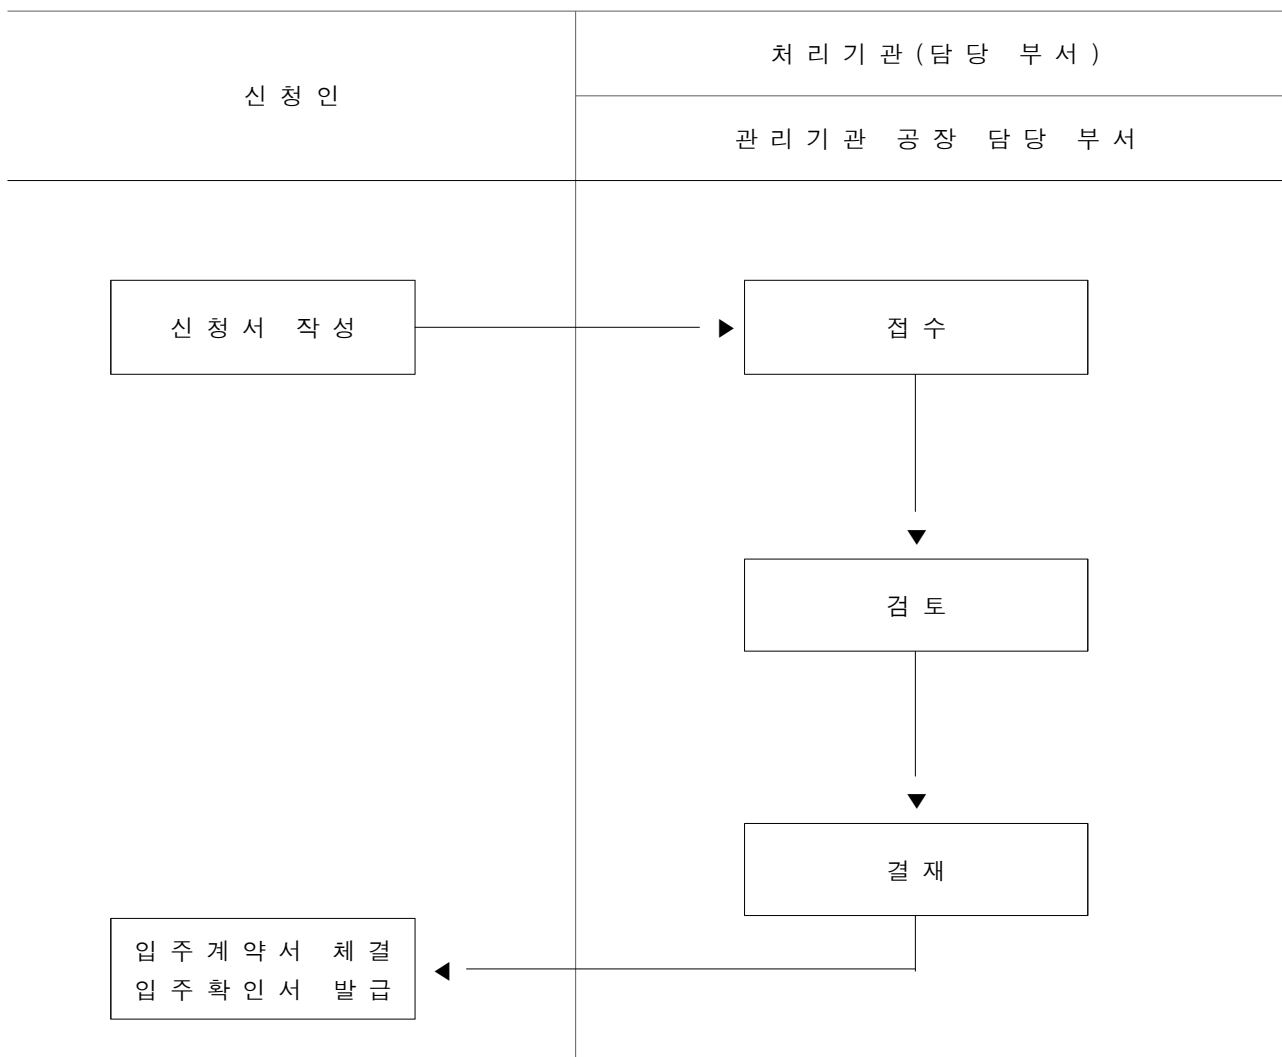 신청인
처리기관(담당 부서)
관리기관 공장 담당 부서
신청서 작성
접수
검토
결재
입주계약서 체결
입주확인서 발급